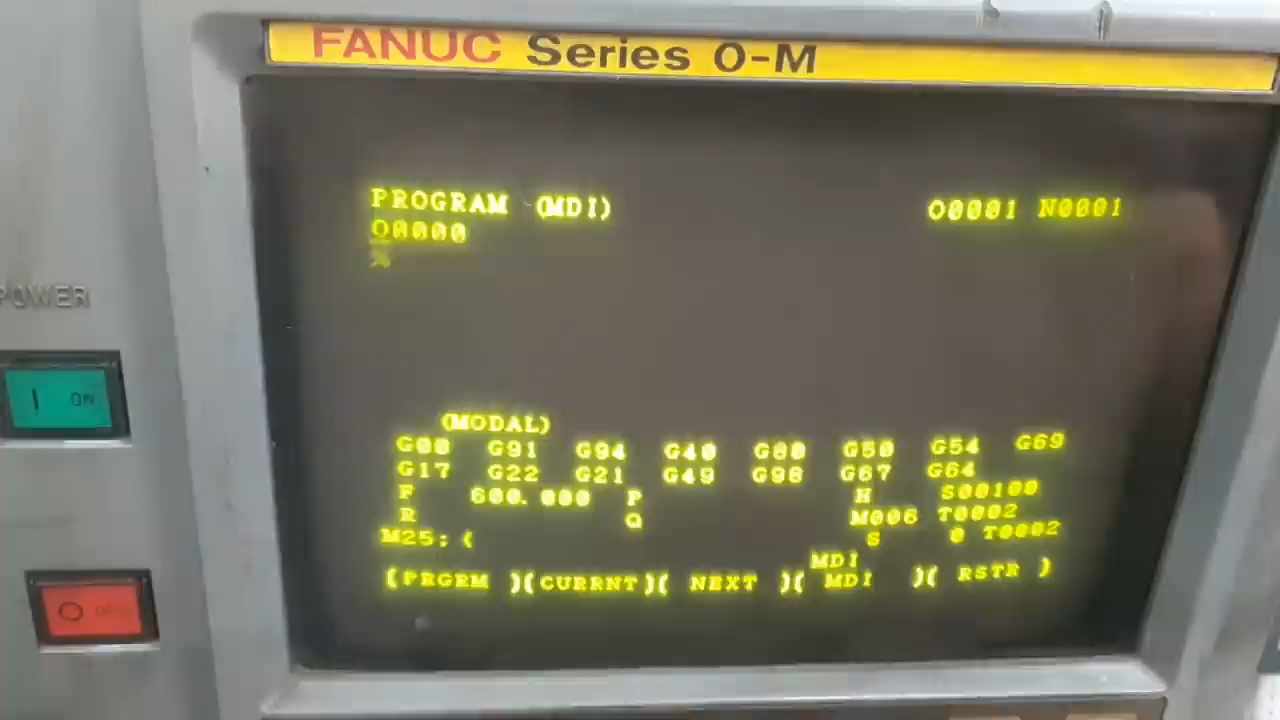 FANUC Series 0-M
PROGRAM (MDI) O0001 N0001
O0000
%
(MODAL)
G00 G91 G94 G40 G80 G50 G54 G69
G17 G22 G21 G49 G98 G67 G64
F 600.000 P H S00100
R Q M006 T0002
S 0 T0002
M25;
MDI
(PRGRM )(CURRNT)( NEXT )( MDI )( RSTR )
POWER
I ON
O OFF